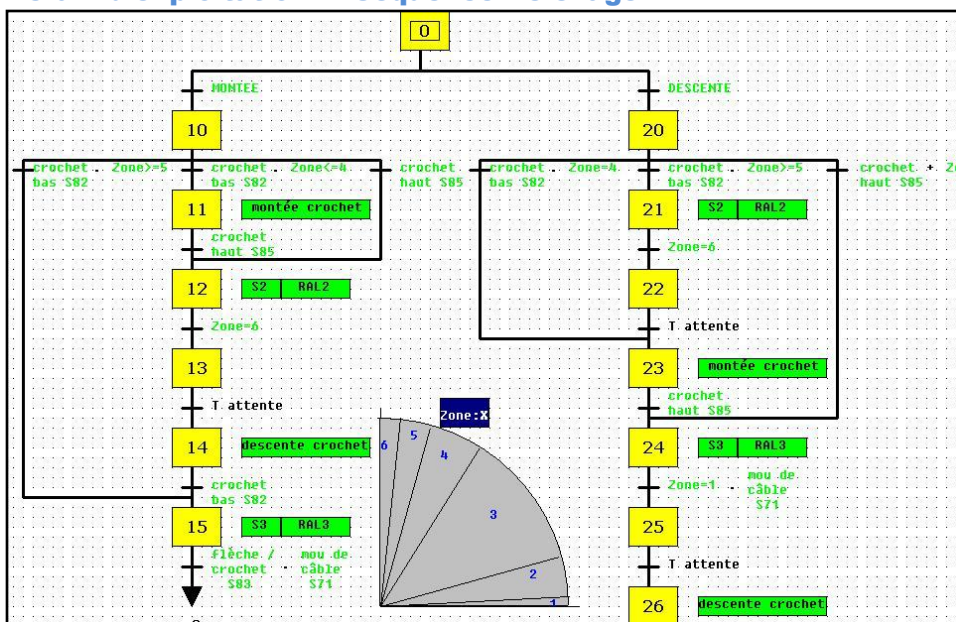 0
MONTEE
DESCENTE
10
20
crochet . Zone>=5
bas S82
crochet . Zone<=4
bas S82
crochet
haut S85
crochet . Zone=4
bas S82
crochet . Zone>=5
bas S82
crochet +
haut S85
11
montée crochet
21
S2 RAL2
crochet
haut S85
Zone=6
12
S2 RAL2
22
Zone=6
T attente
13
23
montée crochet
T attente
crochet
haut S85
Zone:X
14
descente crochet
24
S3 RAL3
6
5
4
3
2
1
crochet
bas S82
Zone=1 . mou de
câble
S71
15
S3 RAL3
25
flèche / . mou de
crochet câble
S83 S71
T attente
26
descente crochet